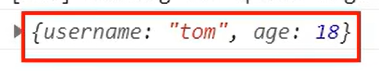 {username: "tom", age: 18}